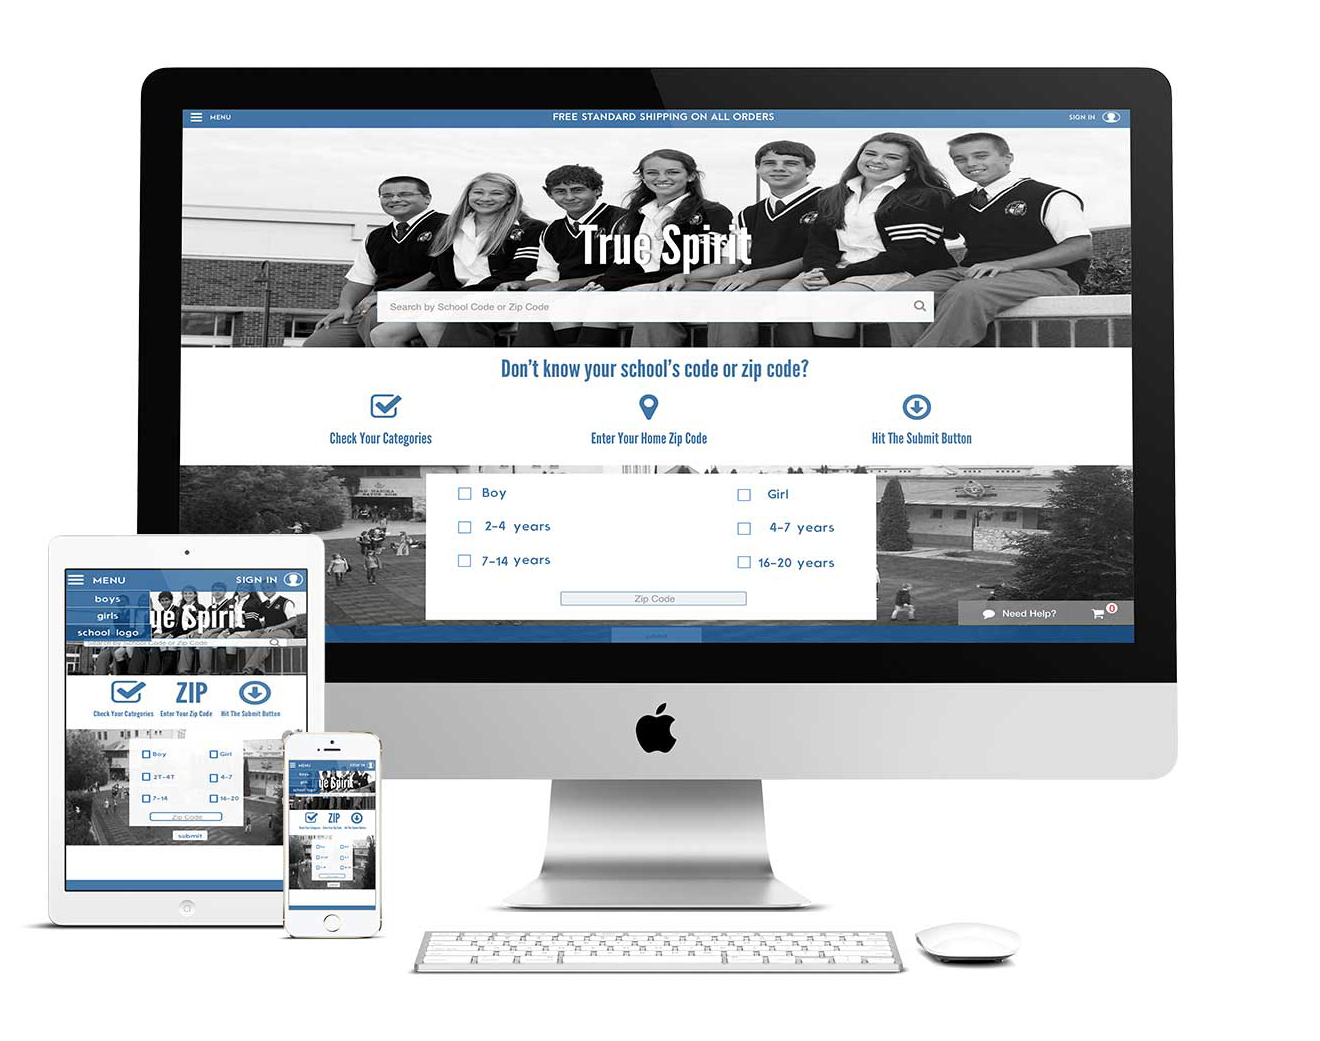 MENU
FREE STANDARD SHIPPING ON ALL ORDERS
SIGN IN
True Spirit
Search by School Code or Zip Code
Don't know your school's code or zip code?
Check Your Categories
Enter Your Home Zip Code
Hit The Submit Button
Boy
Girl
2-4 years
4-7 years
7-14 years
16-20 years
Zip Code
Need Help?
0
submit
MENU
SIGN IN
boys
girls
school logo
ye Spirit
Search by School Code or Zip Code
ZIP
Check Your Categories
Enter Your Zip Code
Hit The Submit Button
Boy
Girl
2T-4T
4-7
7-14
16-20
Zip Code
submit
MENU
SIGN IN
boys
girls
school logo
ye Spirit
ZIP